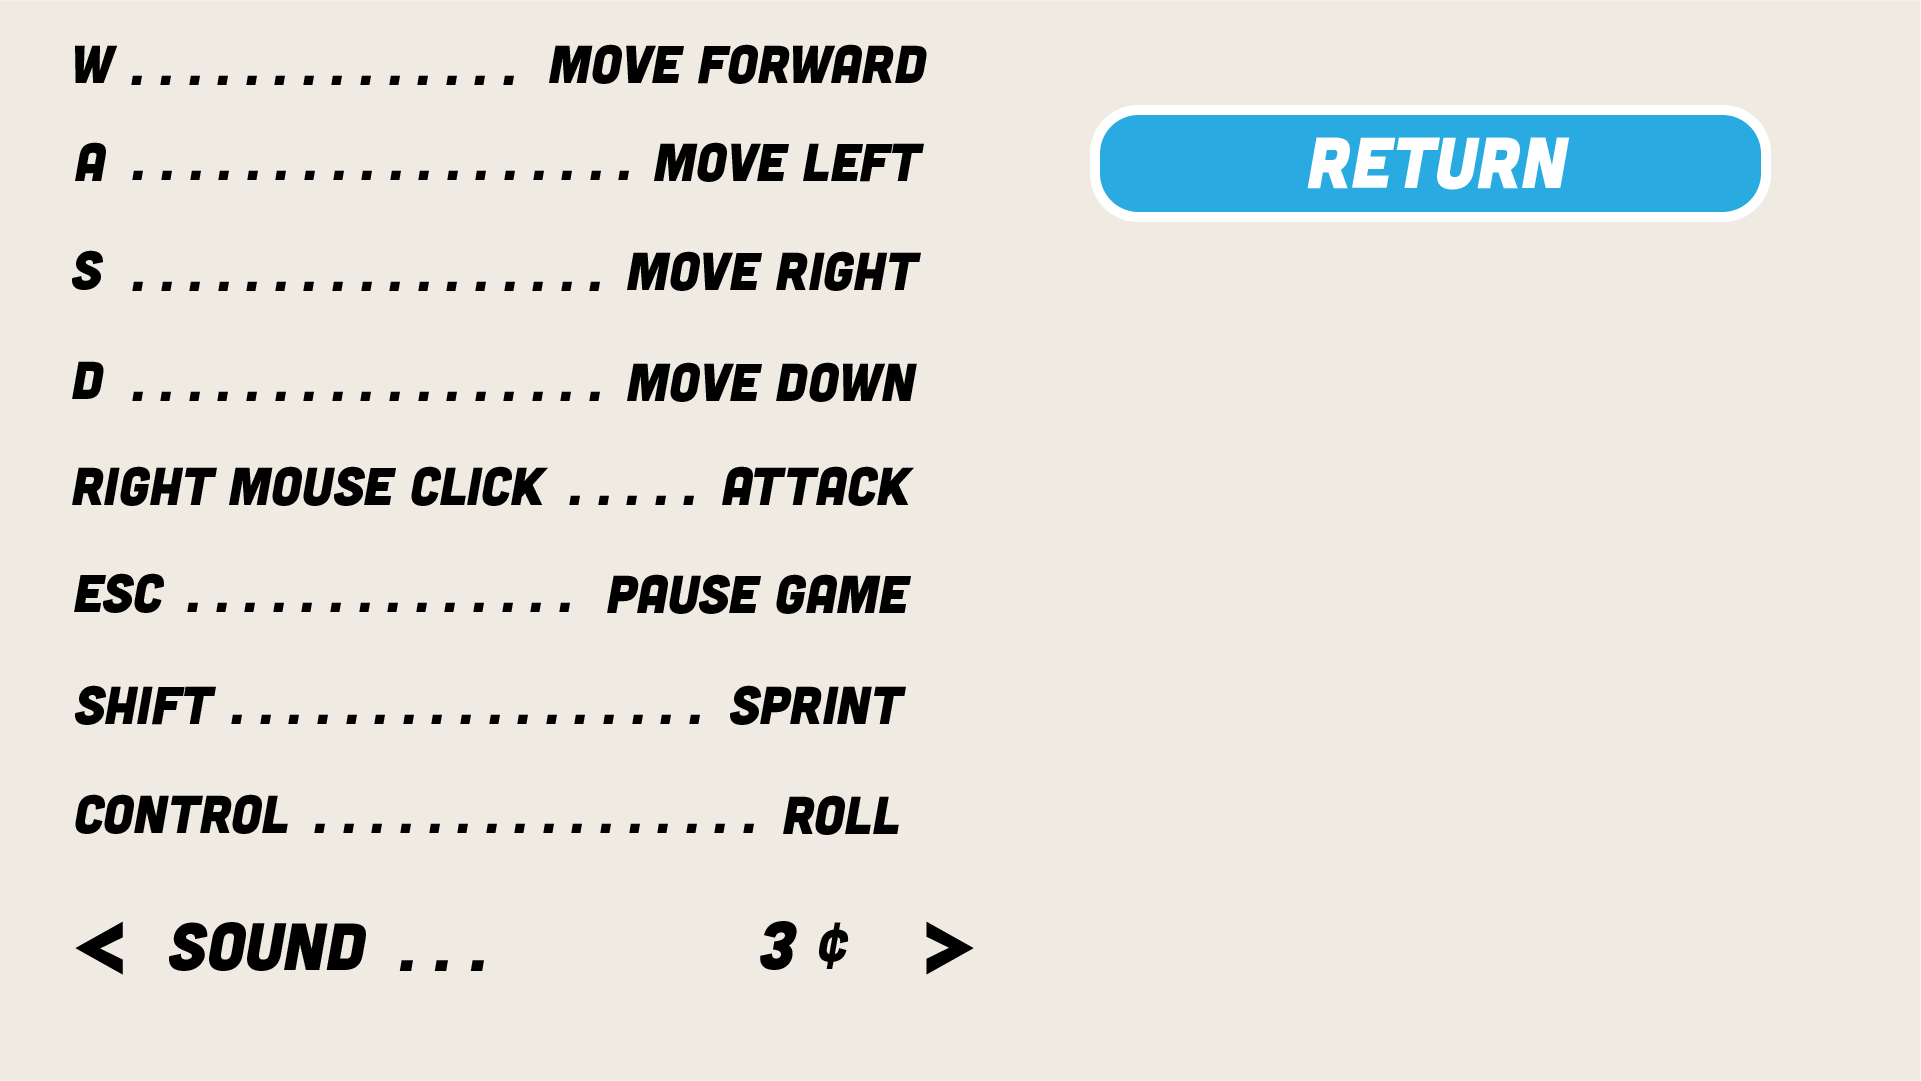 W .............. MOVE FORWARD
A .................. MOVE LEFT
RETURN
S ................. MOVE RIGHT
D ................. MOVE DOWN
RIGHT MOUSE CLICK ..... ATTACK
ESC .............. PAUSE GAME
SHIFT ................. SPRINT
CONTROL ................ ROLL
< SOUND ... 3 ¢ >